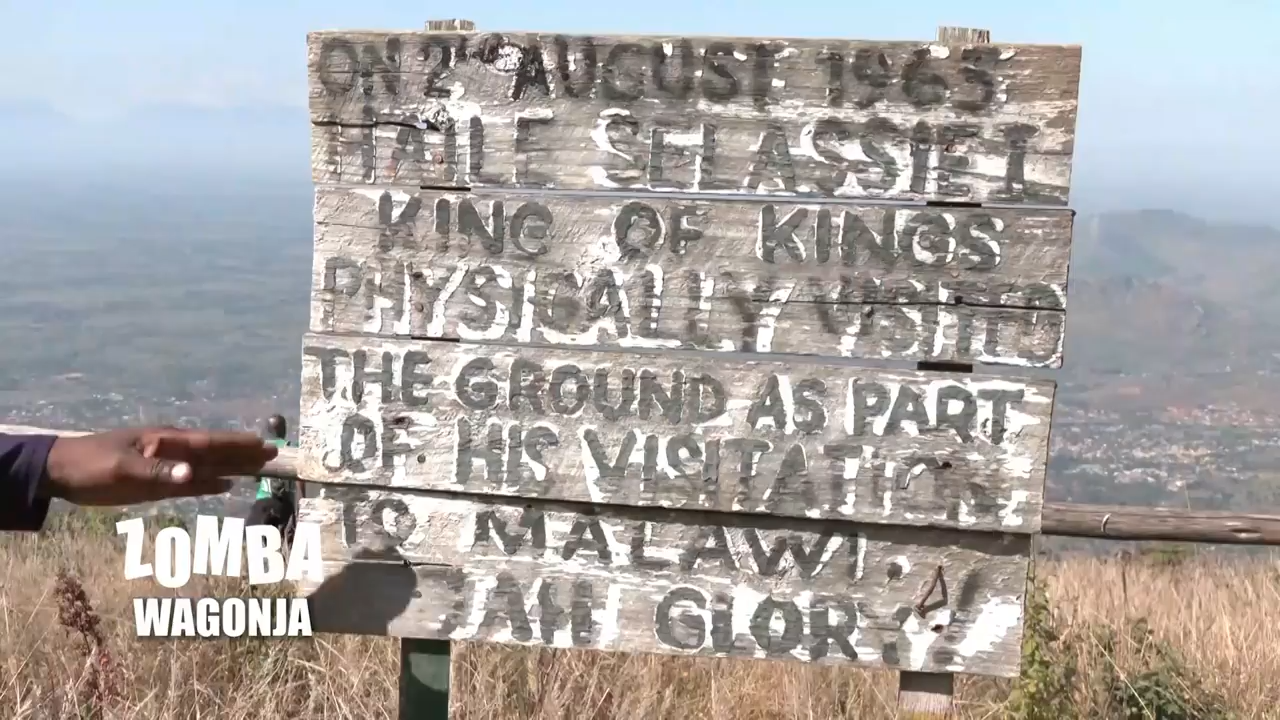 ON 2ND AUGUST 1965
HAILE SELASSIE I
KING OF KINGS
PHYSICALLY VISITED
THE GROUND AS PART
OF HIS VISITATION
TO MALAWI.
JAH GLORY
ZOMBA
WAGONJA